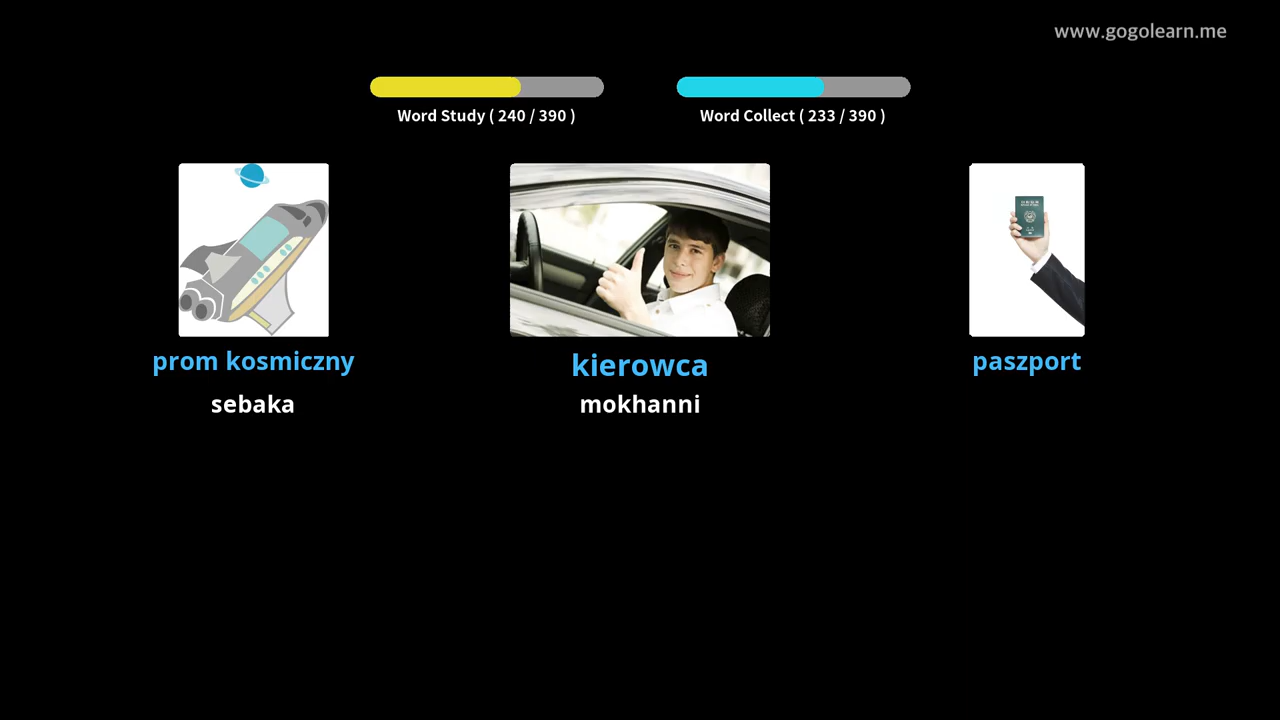 www.gogolearn.me
Word Study ( 240 / 390 )
Word Collect ( 233 / 390 )
prom kosmiczny
kierowca
paszport
sebaka
mokhanni